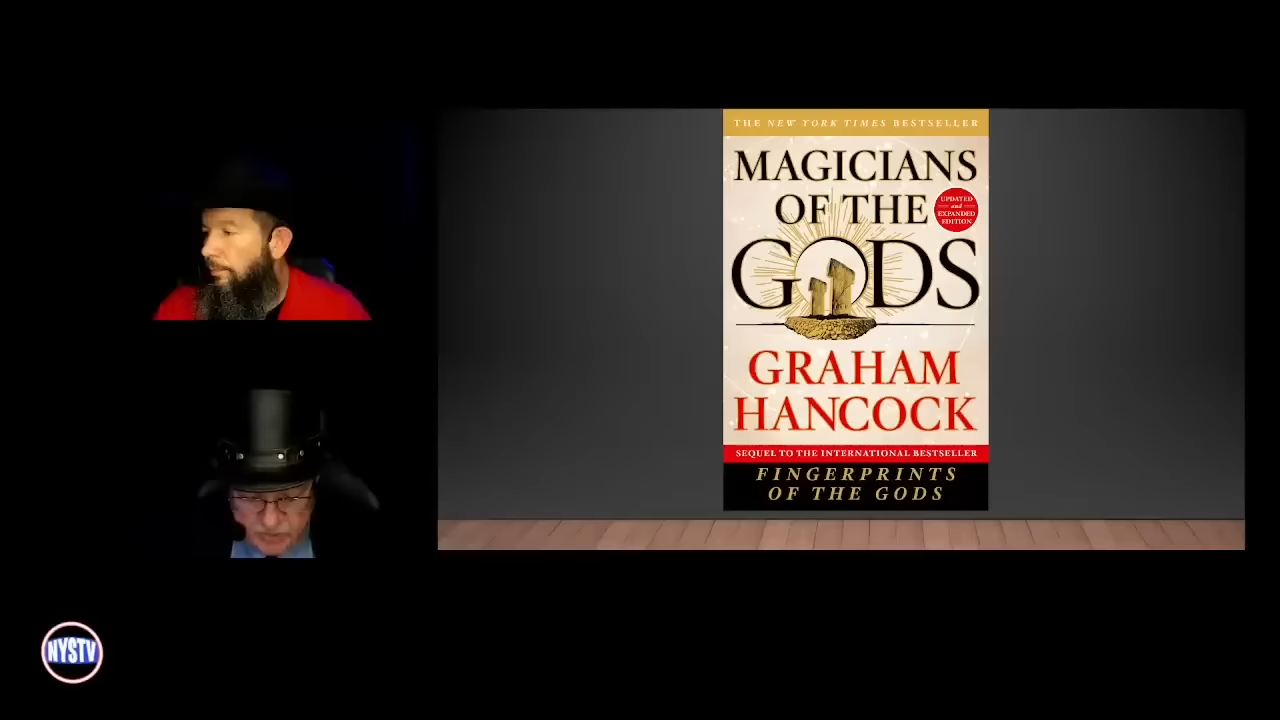 THE NEW YORK TIMES BESTSELLER
MAGICIANS
OF THE
UPDATED
and
EXPANDED
EDITION
GODS
GRAHAM
HANCOCK
SEQUEL TO THE INTERNATIONAL BESTSELLER
FINGERPRINTS
OF THE GODS
NYSTV